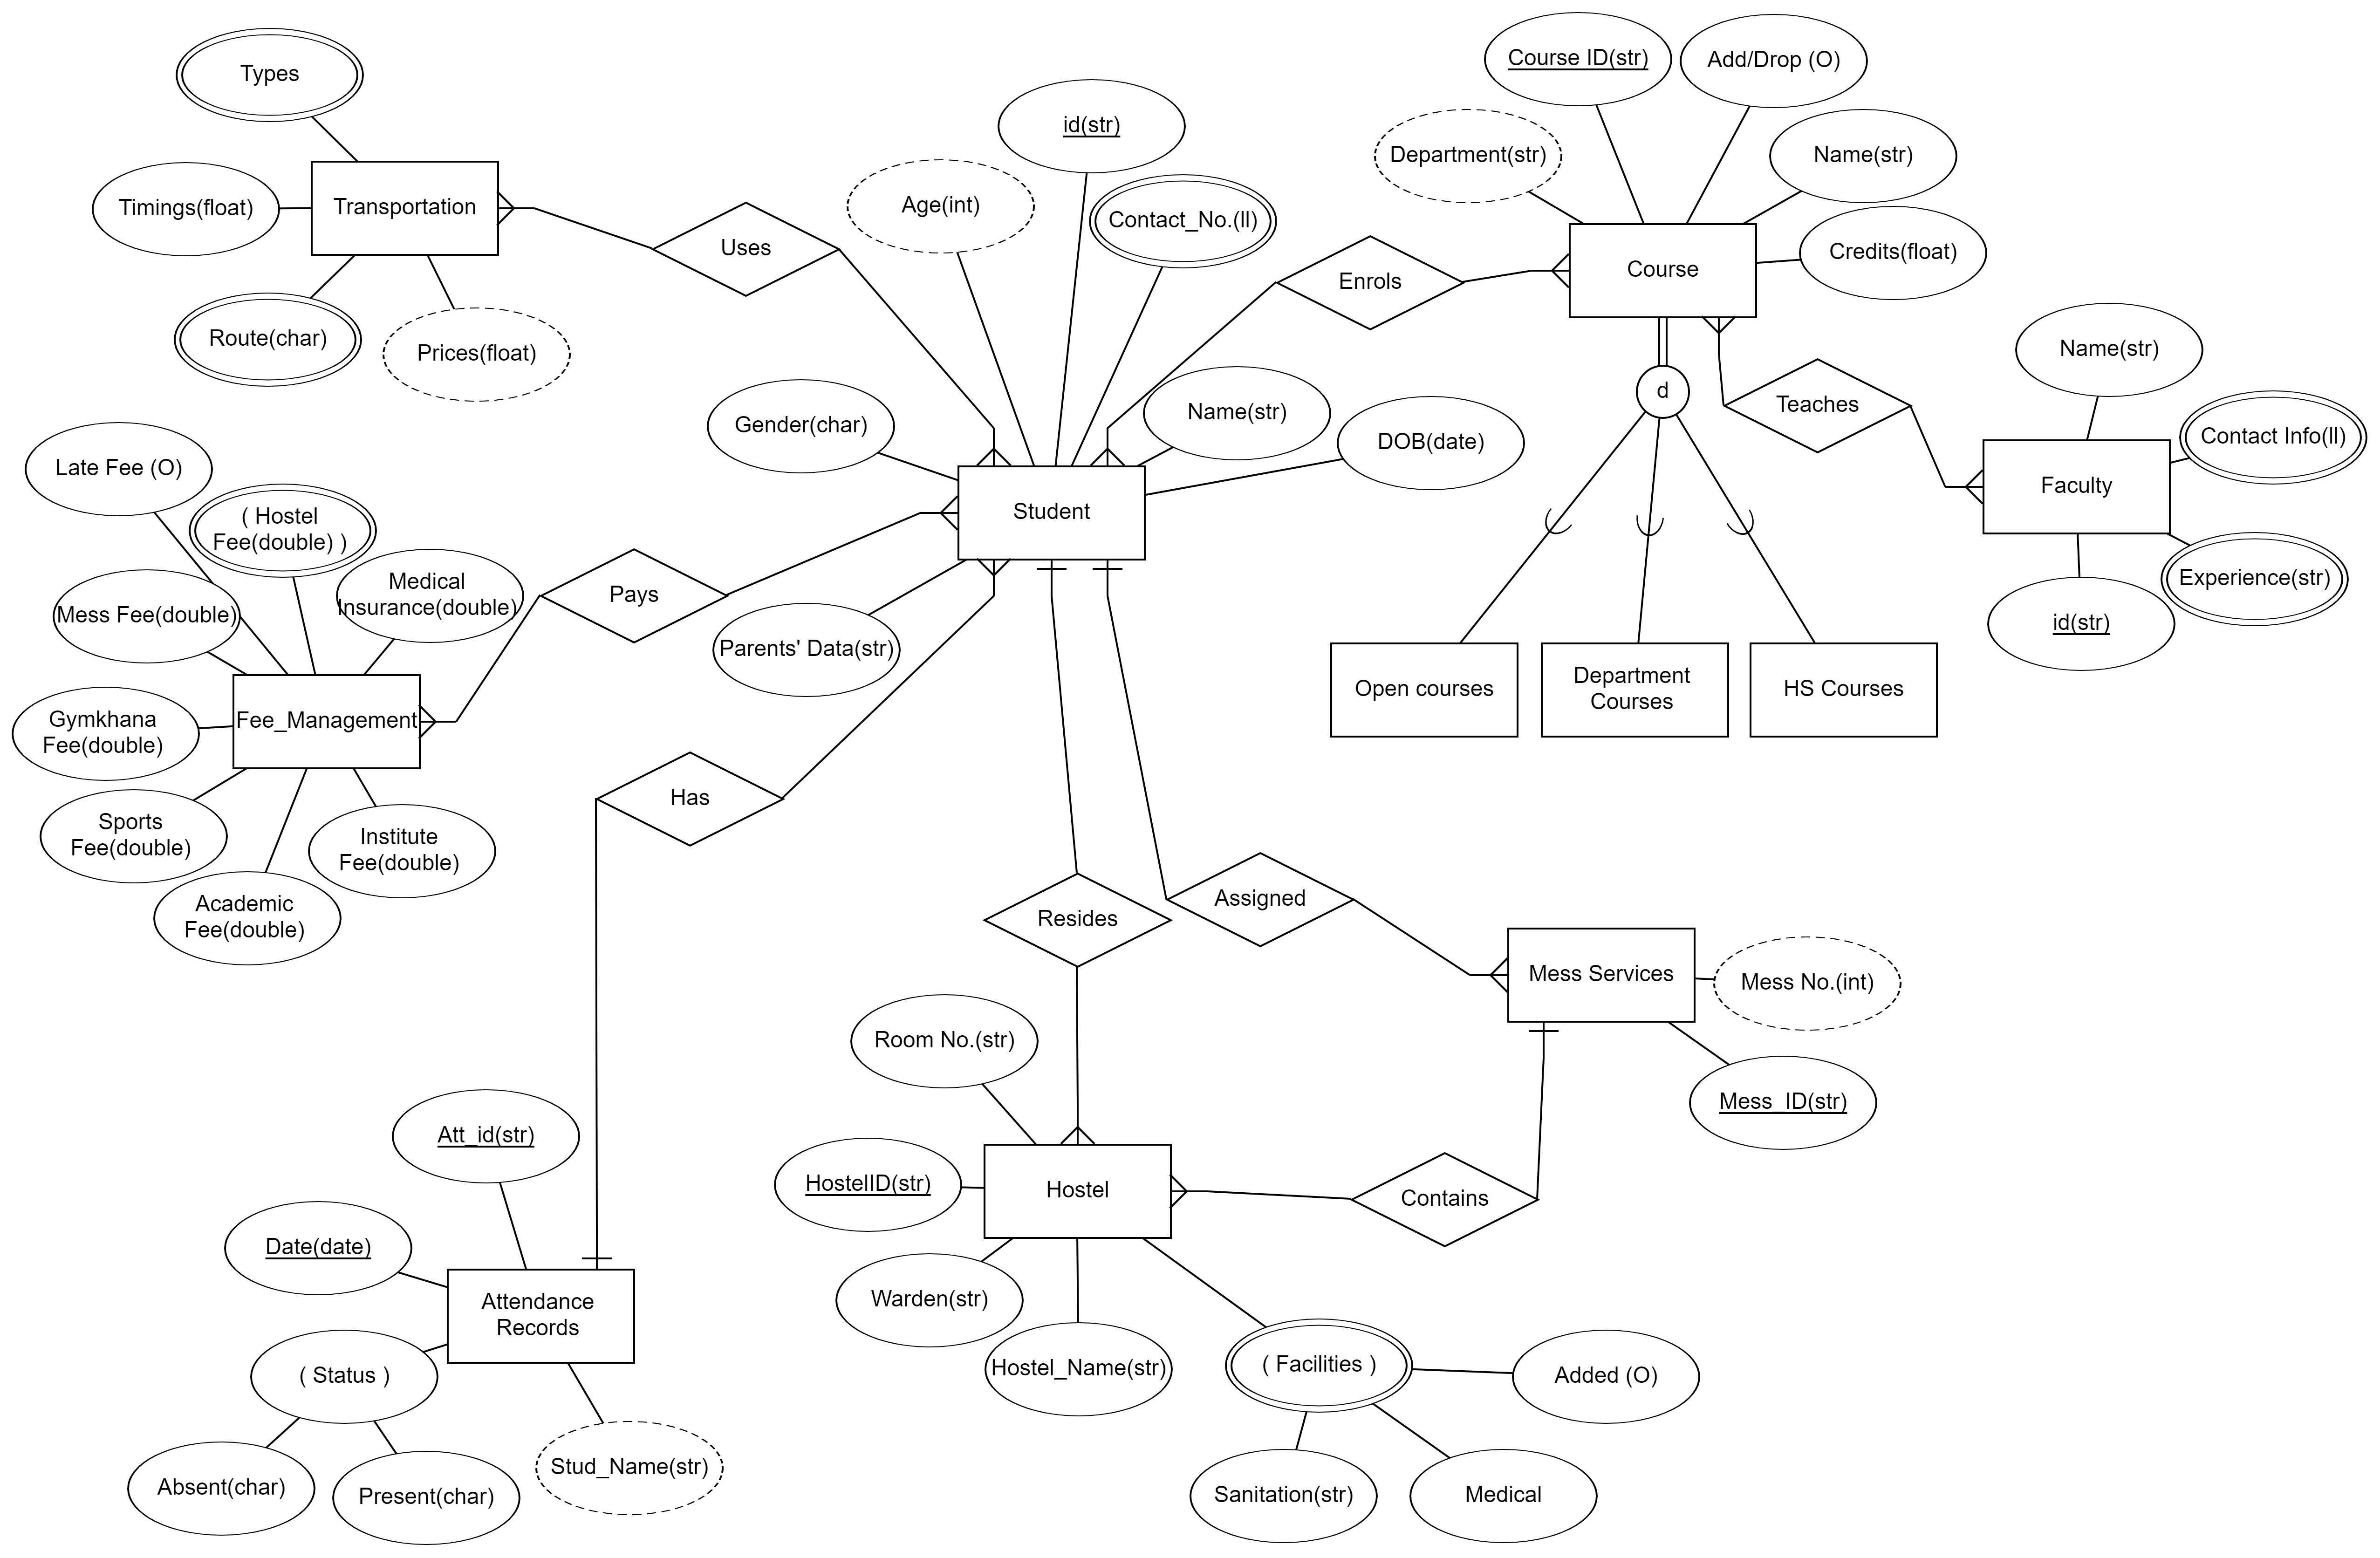 Types
Timings(float)
Transportation
Route(char)
Prices(float)
Uses
id(str)
Age(int)
Contact_No.(ll)
Gender(char)
Name(str)
DOB(date)
Student
Parents' Data(str)
Enrols
Course ID(str)
Add/Drop (O)
Department(str)
Name(str)
Credits(float)
Course
d
Teaches
Open courses
Department
Courses
HS Courses
Name(str)
Contact Info(ll)
Faculty
Experience(str)
id(str)
Late Fee (O)
( Hostel
Fee(double) )
Medical
Insurance(double)
Mess Fee(double)
Gymkhana
Fee(double)
Fee_Management
Sports
Fee(double)
Institute
Fee(double)
Academic
Fee(double)
Pays
Has
Resides
Assigned
Mess Services
Mess No.(int)
Mess_ID(str)
Contains
Room No.(str)
HostelID(str)
Hostel
Warden(str)
Hostel_Name(str)
( Facilities )
Added (O)
Sanitation(str)
Medical
Att_id(str)
Date(date)
Attendance
Records
( Status )
Absent(char)
Present(char)
Stud_Name(str)